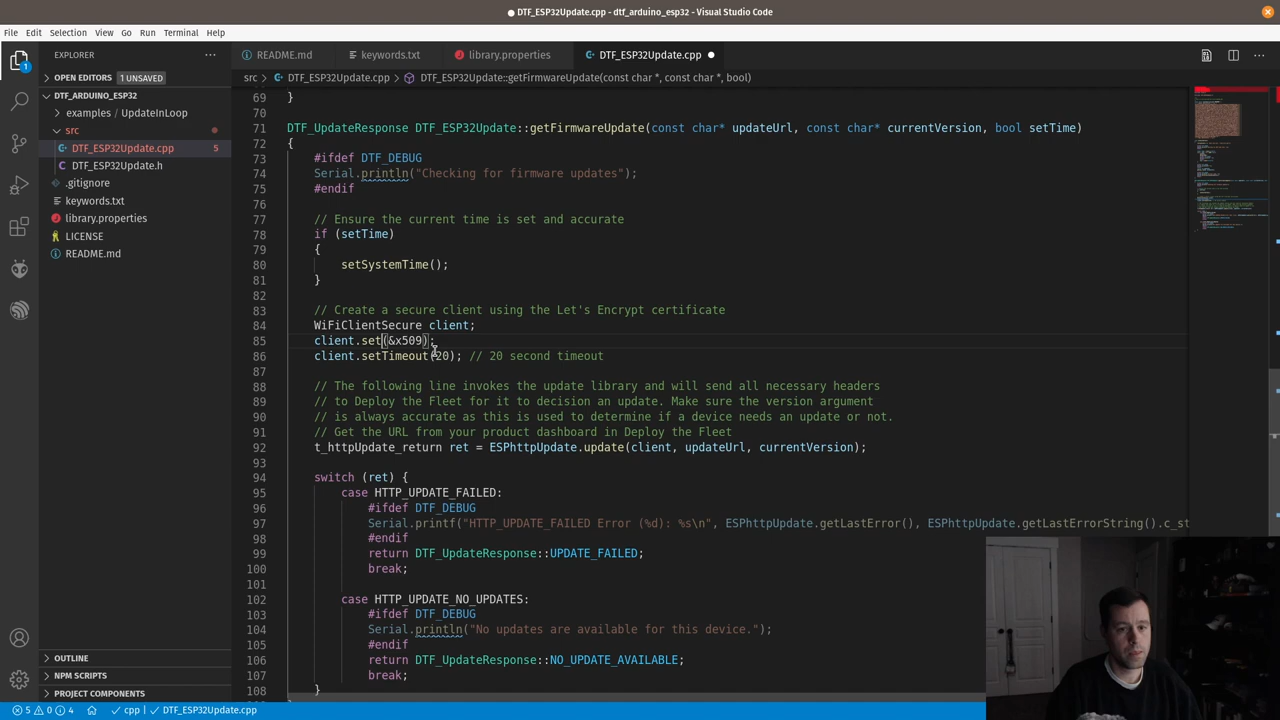 ● DTF_ESP32Update.cpp - dtf_arduino_esp32 - Visual Studio Code
File Edit Selection View Go Run Terminal Help
EXPLORER
README.md keywords.txt library.properties DTF_ESP32Update.cpp ●
OPEN EDITORS 1 UNSAVED
src > DTF_ESP32Update.cpp > DTF_ESP32Update::getFirmwareUpdate(const char *, const char *, bool)
DTF_ARDUINO_ESP32
examples / UpdateInLoop
src
DTF_ESP32Update.cpp 5
DTF_ESP32Update.h
.gitignore
keywords.txt
library.properties
LICENSE
README.md
69 }
70
71 DTF_UpdateResponse DTF_ESP32Update::getFirmwareUpdate(const char* updateUrl, const char* currentVersion, bool setTime)
72 {
73 #ifdef DTF_DEBUG
74 Serial.println("Checking for firmware updates");
75 #endif
76
77 // Ensure the current time is set and accurate
78 if (setTime)
79 {
80 setSystemTime();
81 }
82
83 // Create a secure client using the Let's Encrypt certificate
84 WiFiClientSecure client;
85 client.set(&x509);
86 client.setTimeout(20); // 20 second timeout
87
88 // The following line invokes the update library and will send all necessary headers
89 // to Deploy the Fleet for it to decision an update. Make sure the version argument
90 // is always accurate as this is used to determine if a device needs an update or not.
91 // Get the URL from your product dashboard in Deploy the Fleet
92 t_httpUpdate_return ret = ESPhttpUpdate.update(client, updateUrl, currentVersion);
93
94 switch (ret) {
95 case HTTP_UPDATE_FAILED:
96 #ifdef DTF_DEBUG
97 Serial.printf("HTTP_UPDATE_FAILED Error (%d): %s\n", ESPhttpUpdate.getLastError(), ESPhttpUpdate.getLastErrorString().c_st
98 #endif
99 return DTF_UpdateResponse::UPDATE_FAILED;
100 break;
101
102 case HTTP_UPDATE_NO_UPDATES:
103 #ifdef DTF_DEBUG
104 Serial.println("No updates are available for this device.");
105 #endif
106 return DTF_UpdateResponse::NO_UPDATE_AVAILABLE;
107 break;
108 }
OUTLINE
NPM SCRIPTS
PROJECT COMPONENTS
5 0 4 cpp DTF_ESP32Update.cpp